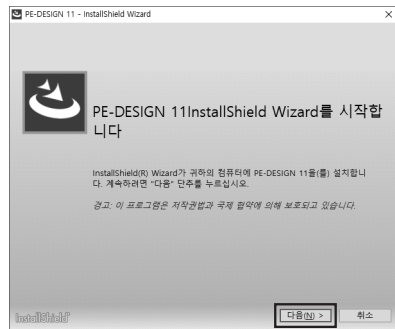 PE-DESIGN 11 - InstallShield Wizard
PE-DESIGN 11InstallShield Wizard를 시작합
니다
InstallShield(R) Wizard가 귀하의 컴퓨터에 PE-DESIGN 11을(를) 설치합니
다. 계속하려면 "다음" 단추를 누르십시오.
경고: 이 프로그램은 저작권법과 국제 협약에 의해 보호되고 있습니다.
InstallShield
다음(N) > 취소